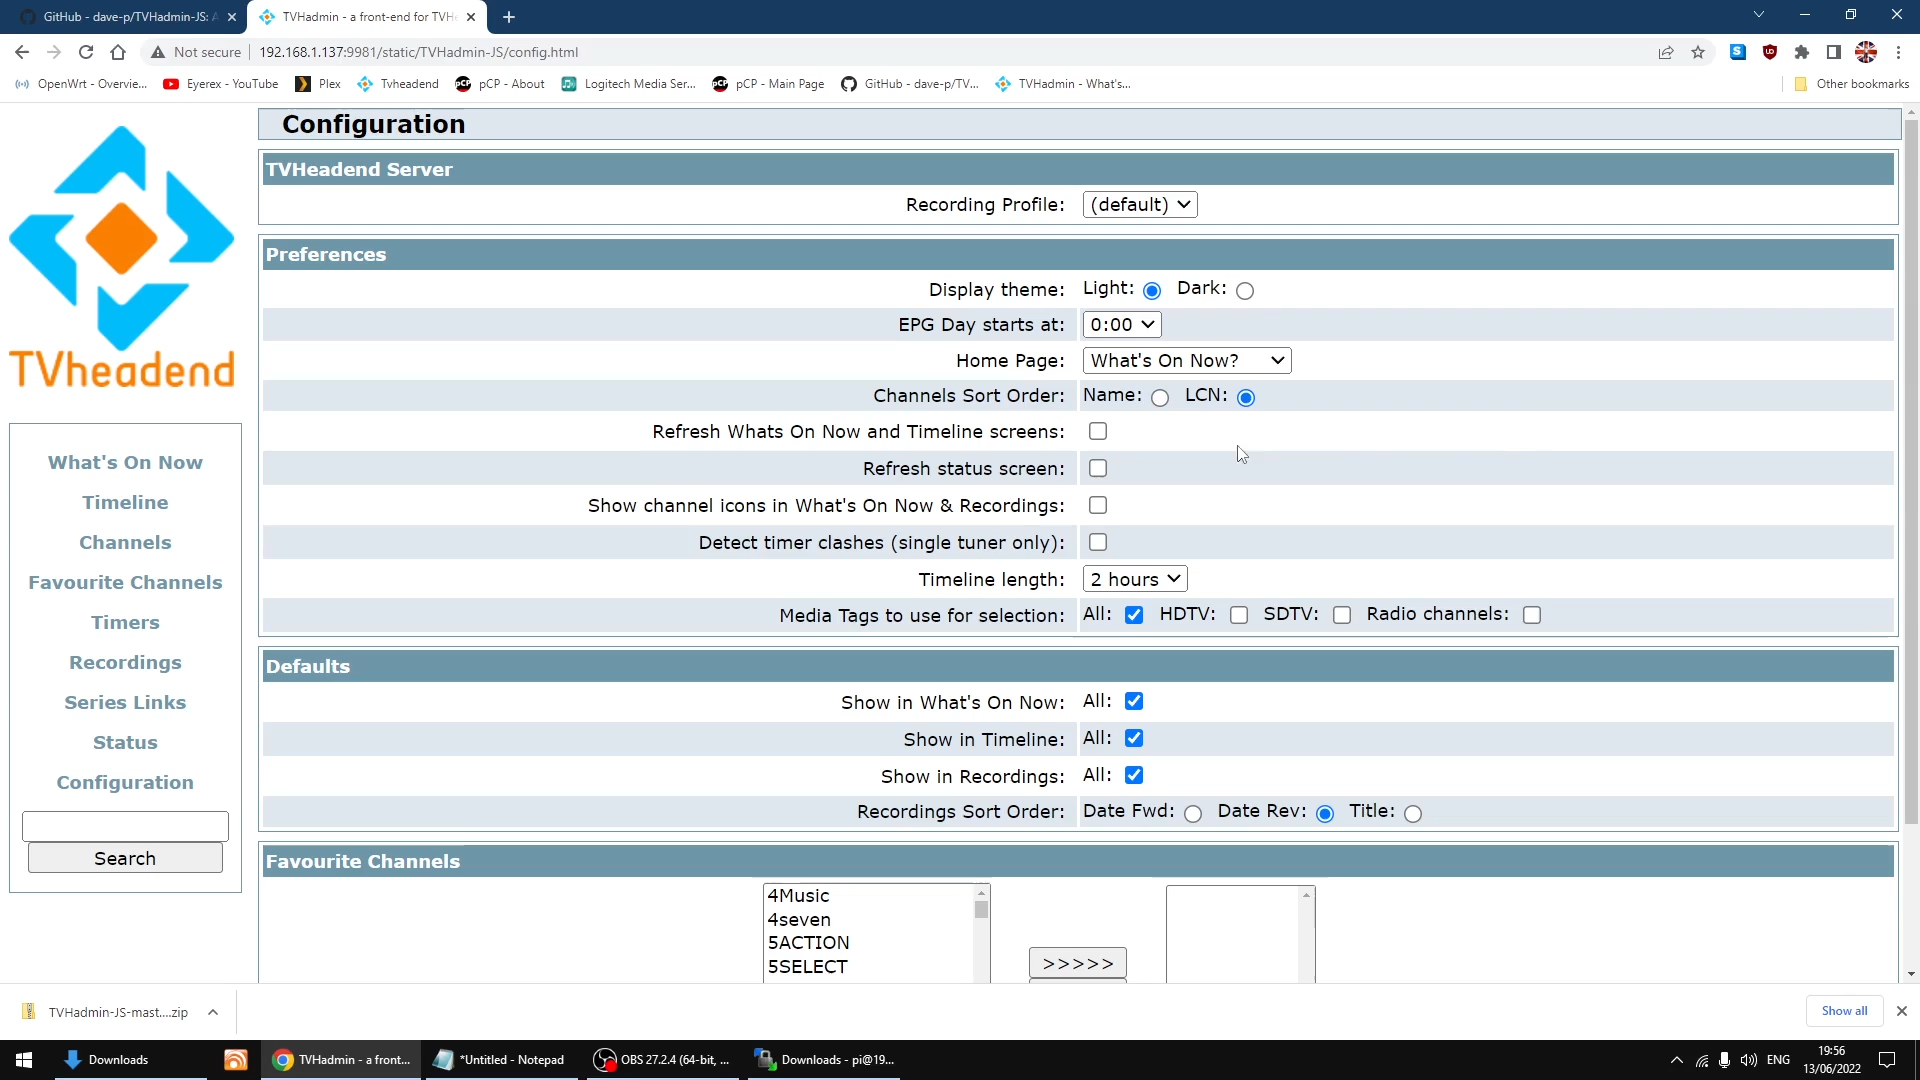 GitHub - dave-p/TVHadmin-JS: A
TVHadmin - a front-end for TVHe
Not secure
192.168.1.137:9981/static/TVHadmin-JS/config.html
OpenWrt - Overvie...
Eyerex - YouTube
Plex
Tvheadend
pCP - About
Logitech Media Ser...
pCP - Main Page
GitHub - dave-p/TV...
TVHadmin - What's...
Other bookmarks
TVheadend
What's On Now
Timeline
Channels
Favourite Channels
Timers
Recordings
Series Links
Status
Configuration
Search
Configuration
TVHeadend Server
Recording Profile: (default)
Preferences
Display theme: Light: Dark:
EPG Day starts at: 0:00
Home Page: What's On Now?
Channels Sort Order: Name: LCN:
Refresh Whats On Now and Timeline screens:
Refresh status screen:
Show channel icons in What's On Now & Recordings:
Detect timer clashes (single tuner only):
Timeline length: 2 hours
Media Tags to use for selection: All: HDTV: SDTV: Radio channels:
Defaults
Show in What's On Now: All:
Show in Timeline: All:
Show in Recordings: All:
Recordings Sort Order: Date Fwd: Date Rev: Title:
Favourite Channels
4Music
4seven
5ACTION
5SELECT
>>>>>
TVHadmin-JS-mast....zip
Show all
Downloads
TVHadmin - a front...
*Untitled - Notepad
OBS 27.2.4 (64-bit, ...
Downloads - pi@19...
ENG
19:56
13/06/2022